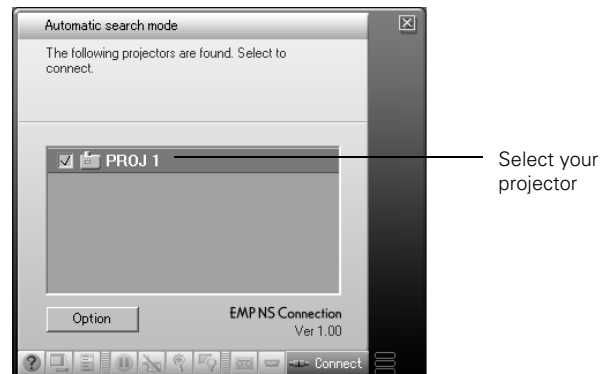 Automatic search mode
The following projectors are found. Select to
connect.
PROJ 1
Select your
projector
Option
EMP NS Connection
Ver 1.00
Connect